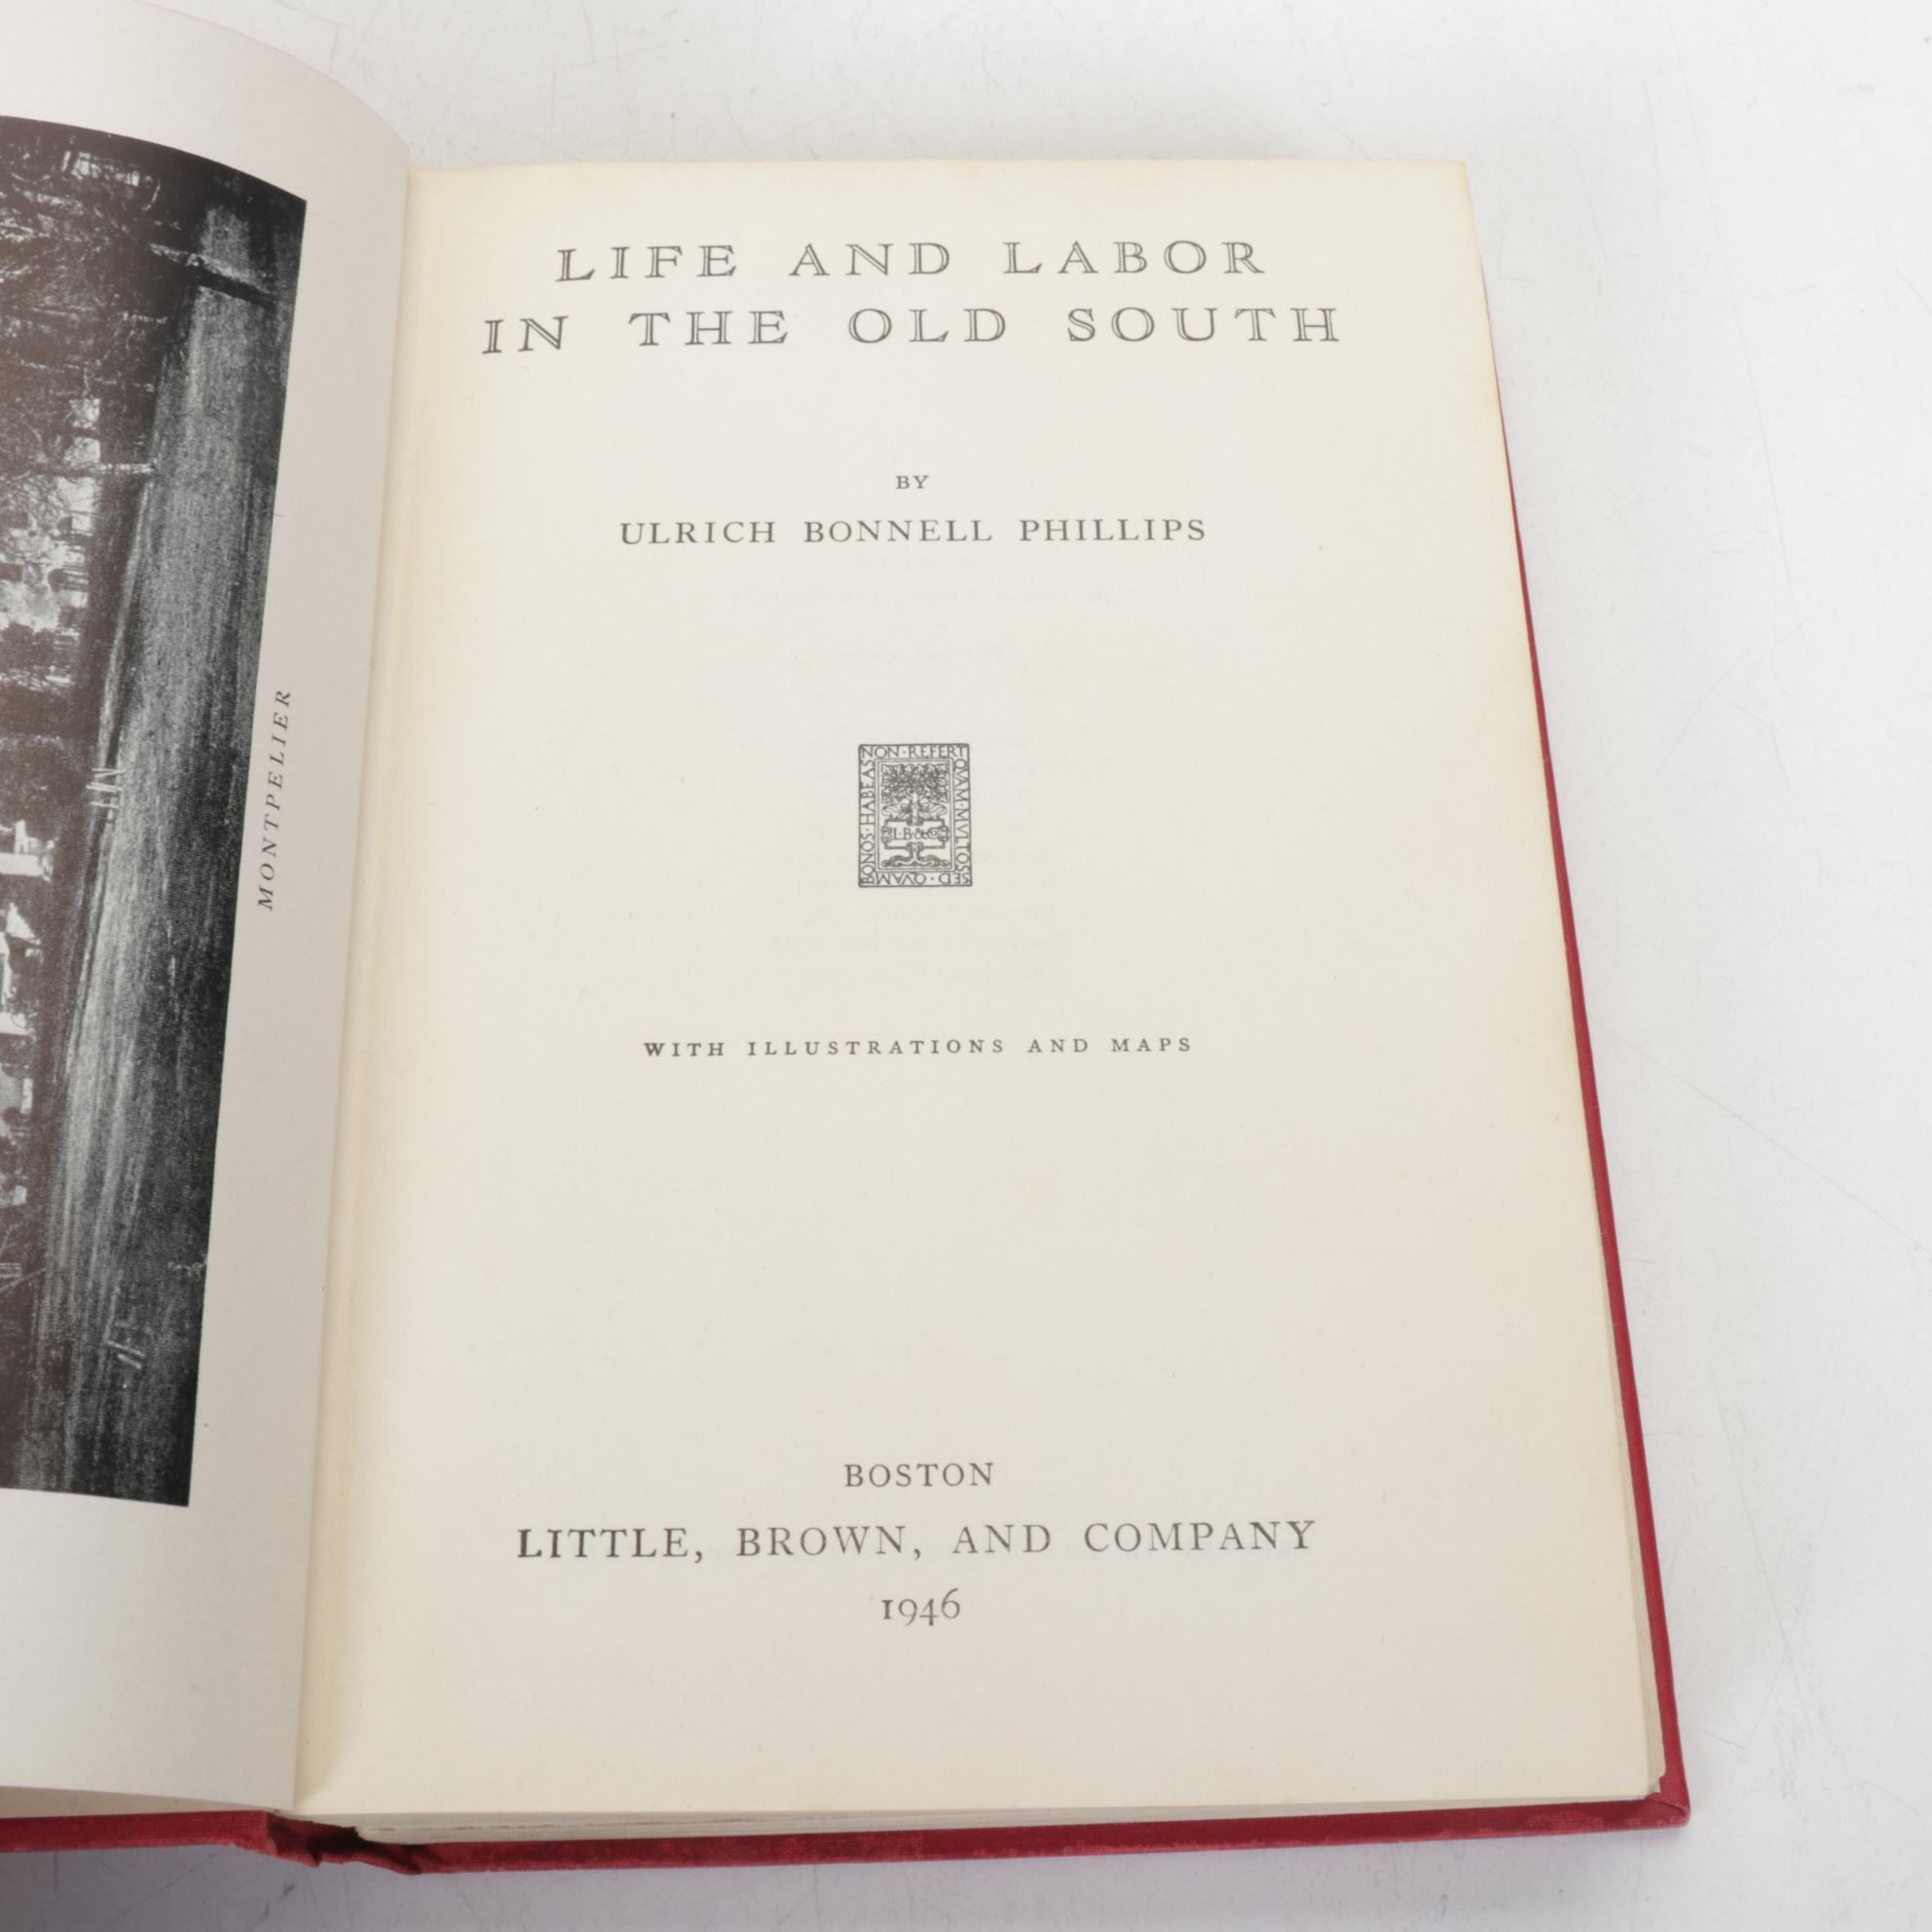 MONTPELIER
LIFE AND LABOR
IN THE OLD SOUTH
BY
ULRICH BONNELL PHILLIPS
NON·REFERT
QVAM·MVLTOS
SED·QVAM
BONOS·HABEAS
L·B·&·CO
WITH ILLUSTRATIONS AND MAPS
BOSTON
LITTLE, BROWN, AND COMPANY
1946